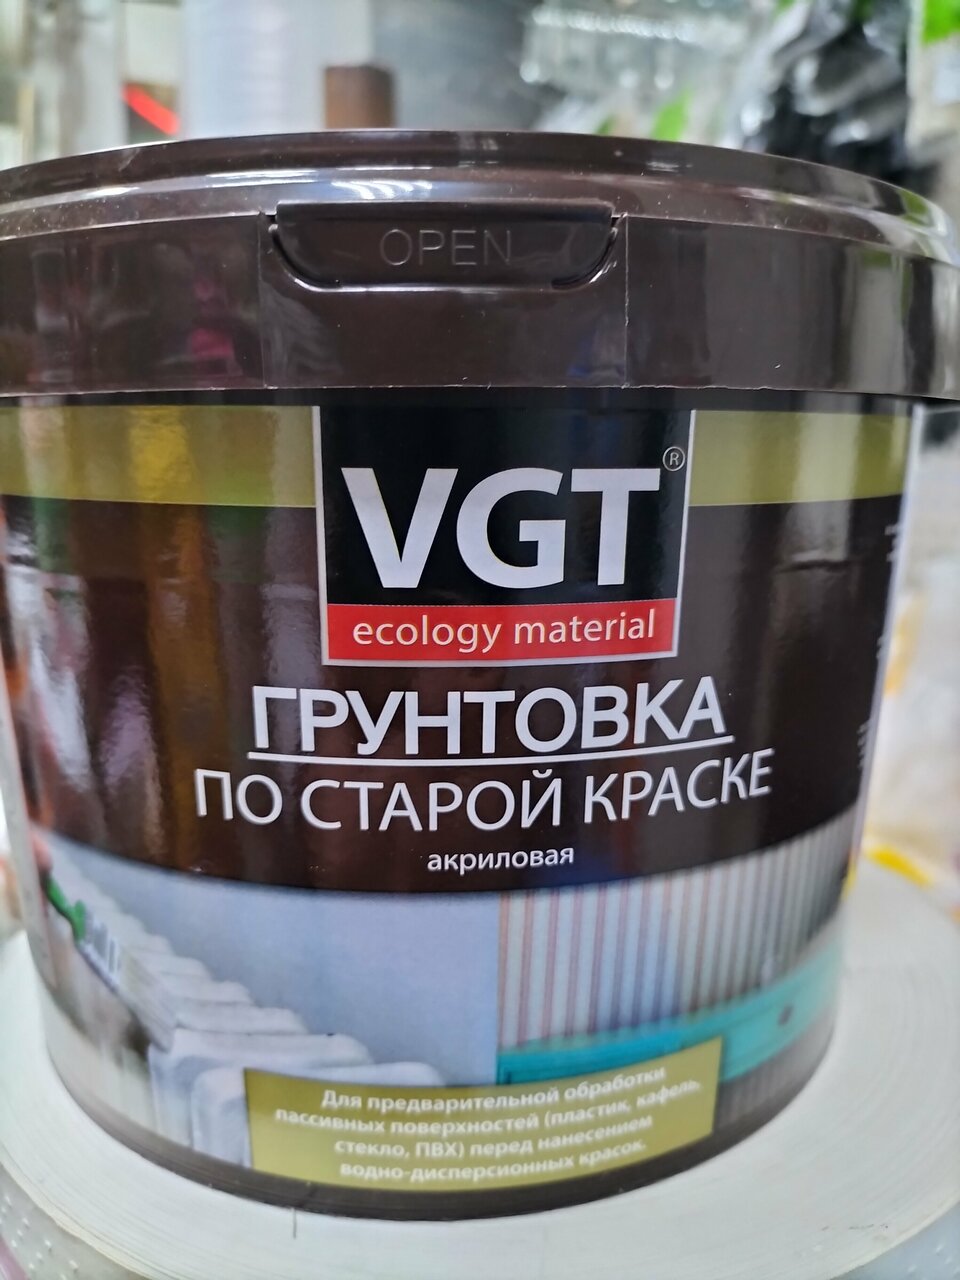 OPEN
VGT®
ecology material
ГРУНТОВКА
ПО СТАРОЙ КРАСКЕ
акриловая
Для предварительной обработки
пассивных поверхностей (пластик, кафель,
стекло, ПВХ) перед нанесением
водно-дисперсионных красок.